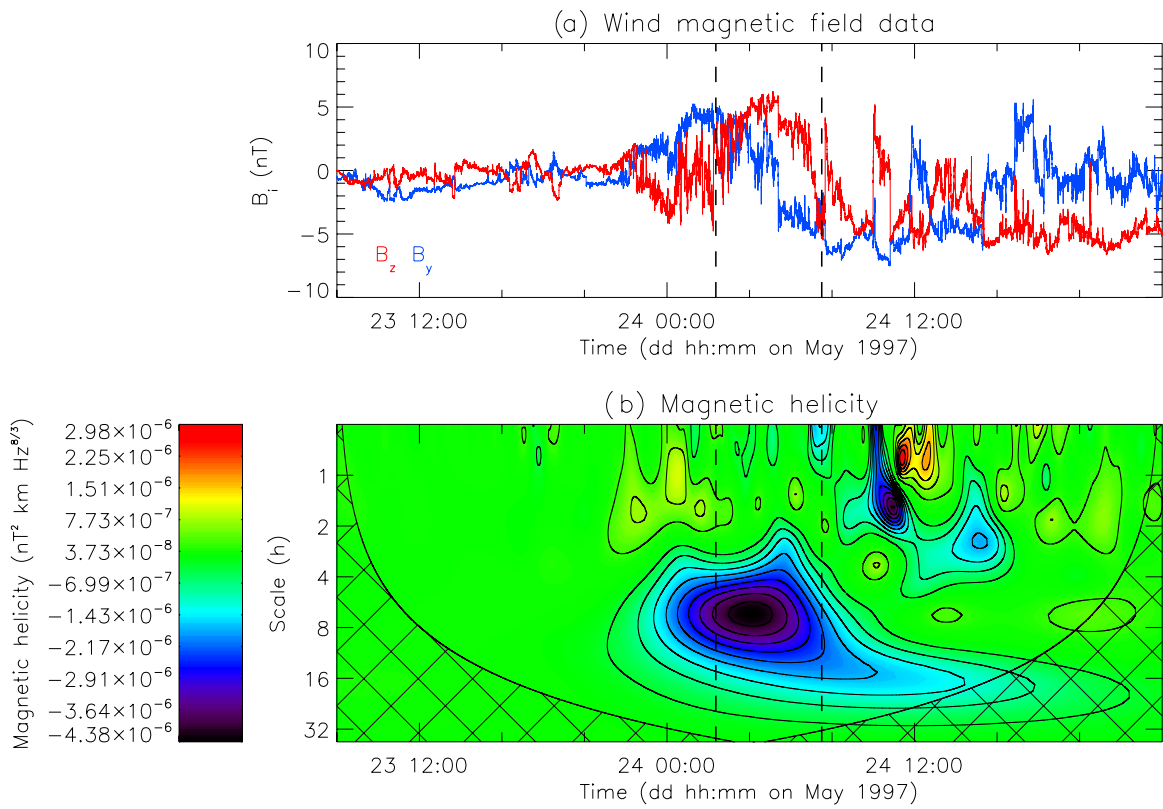 (a) Wind magnetic field data
10
5
0
−5
−10
B_i (nT)
B_z B_y
23 12:00 24 00:00 24 12:00
Time (dd hh:mm on May 1997)
(b) Magnetic helicity
Magnetic helicity (nT² km Hz^8/3)
2.98×10⁻⁶
2.25×10⁻⁶
1.51×10⁻⁶
7.73×10⁻⁷
3.73×10⁻⁸
−6.99×10⁻⁷
−1.43×10⁻⁶
−2.17×10⁻⁶
−2.91×10⁻⁶
−3.64×10⁻⁶
−4.38×10⁻⁶
Scale (h)
1
2
4
8
16
32
23 12:00 24 00:00 24 12:00
Time (dd hh:mm on May 1997)